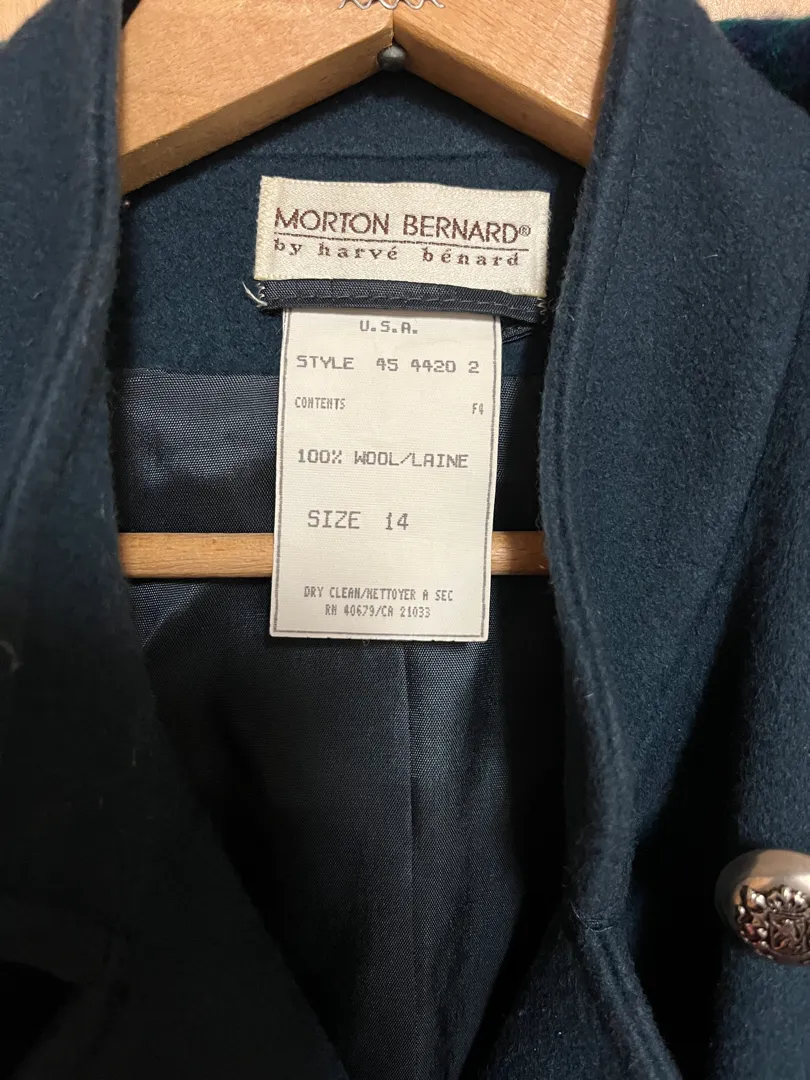 MORTON BERNARD®
by harvé bénard
U.S.A.
STYLE 45 4420 2
CONTENTS F4
100% WOOL/LAINE
SIZE 14
DRY CLEAN/NETTOYER A SEC
RN 40679/CA 21033